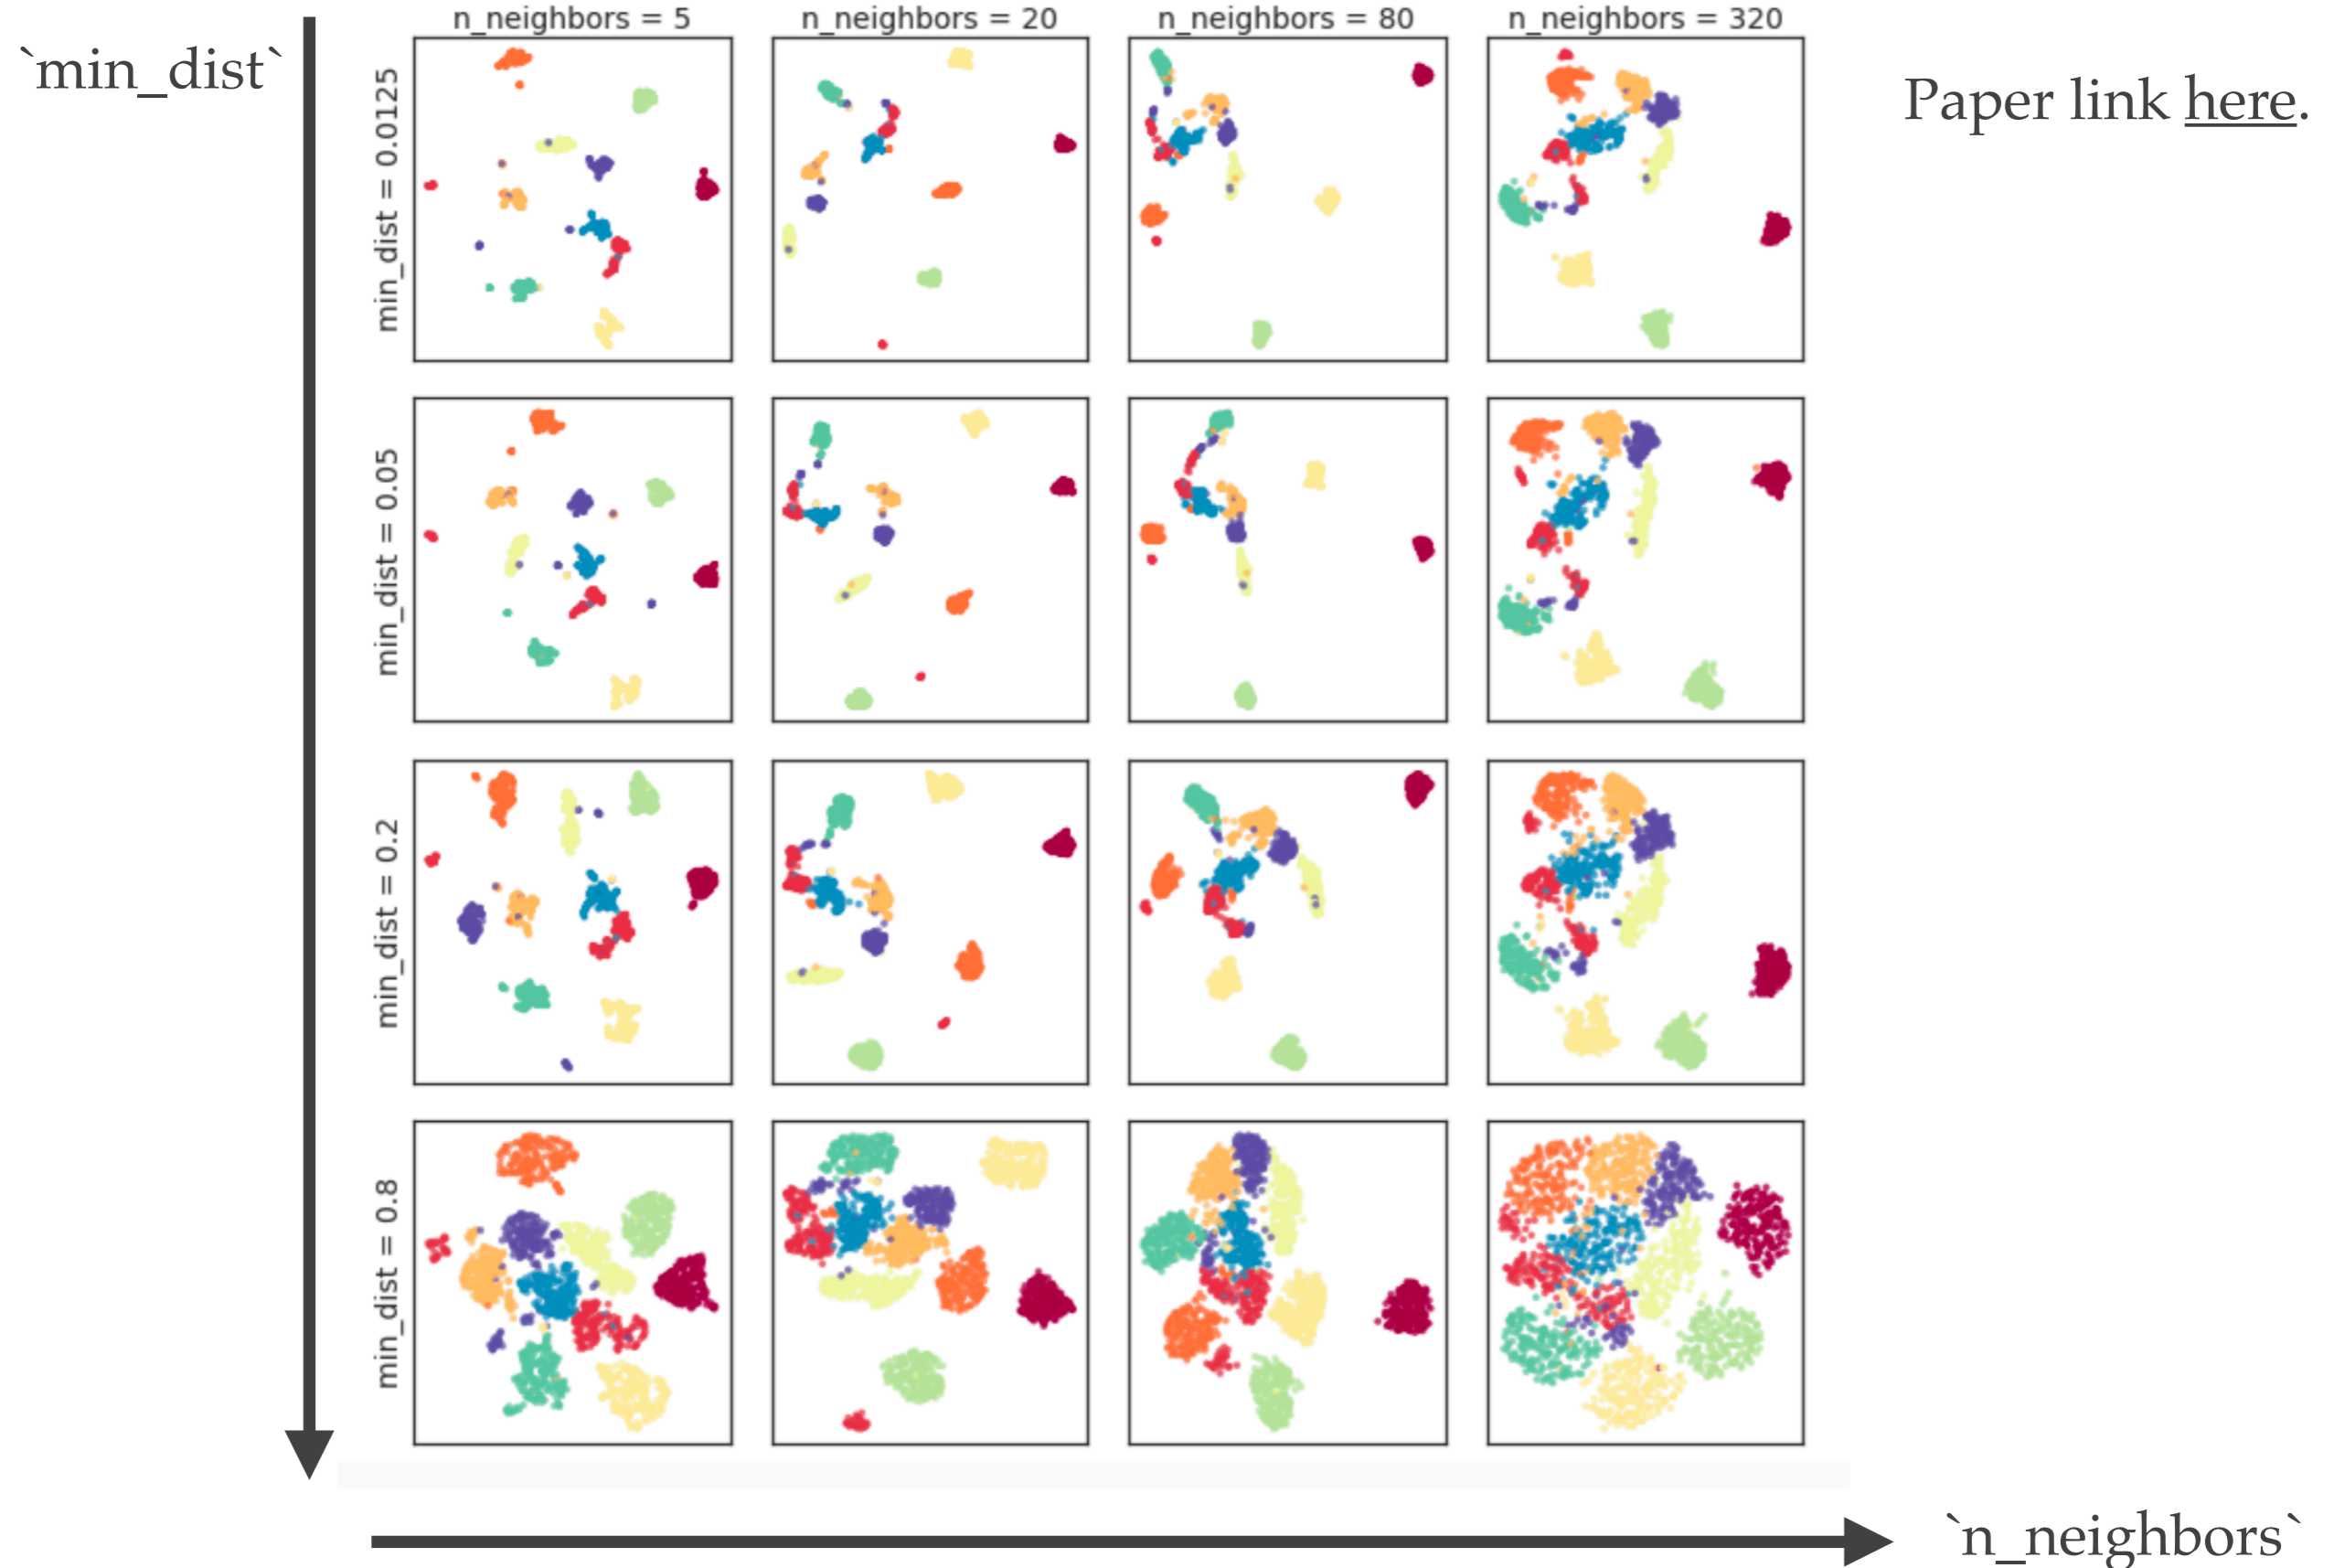 n_neighbors = 5
n_neighbors = 20
n_neighbors = 80
n_neighbors = 320
`min_dist`
Paper link here.
min_dist = 0.0125
min_dist = 0.05
min_dist = 0.2
min_dist = 0.8
`n_neighbors`